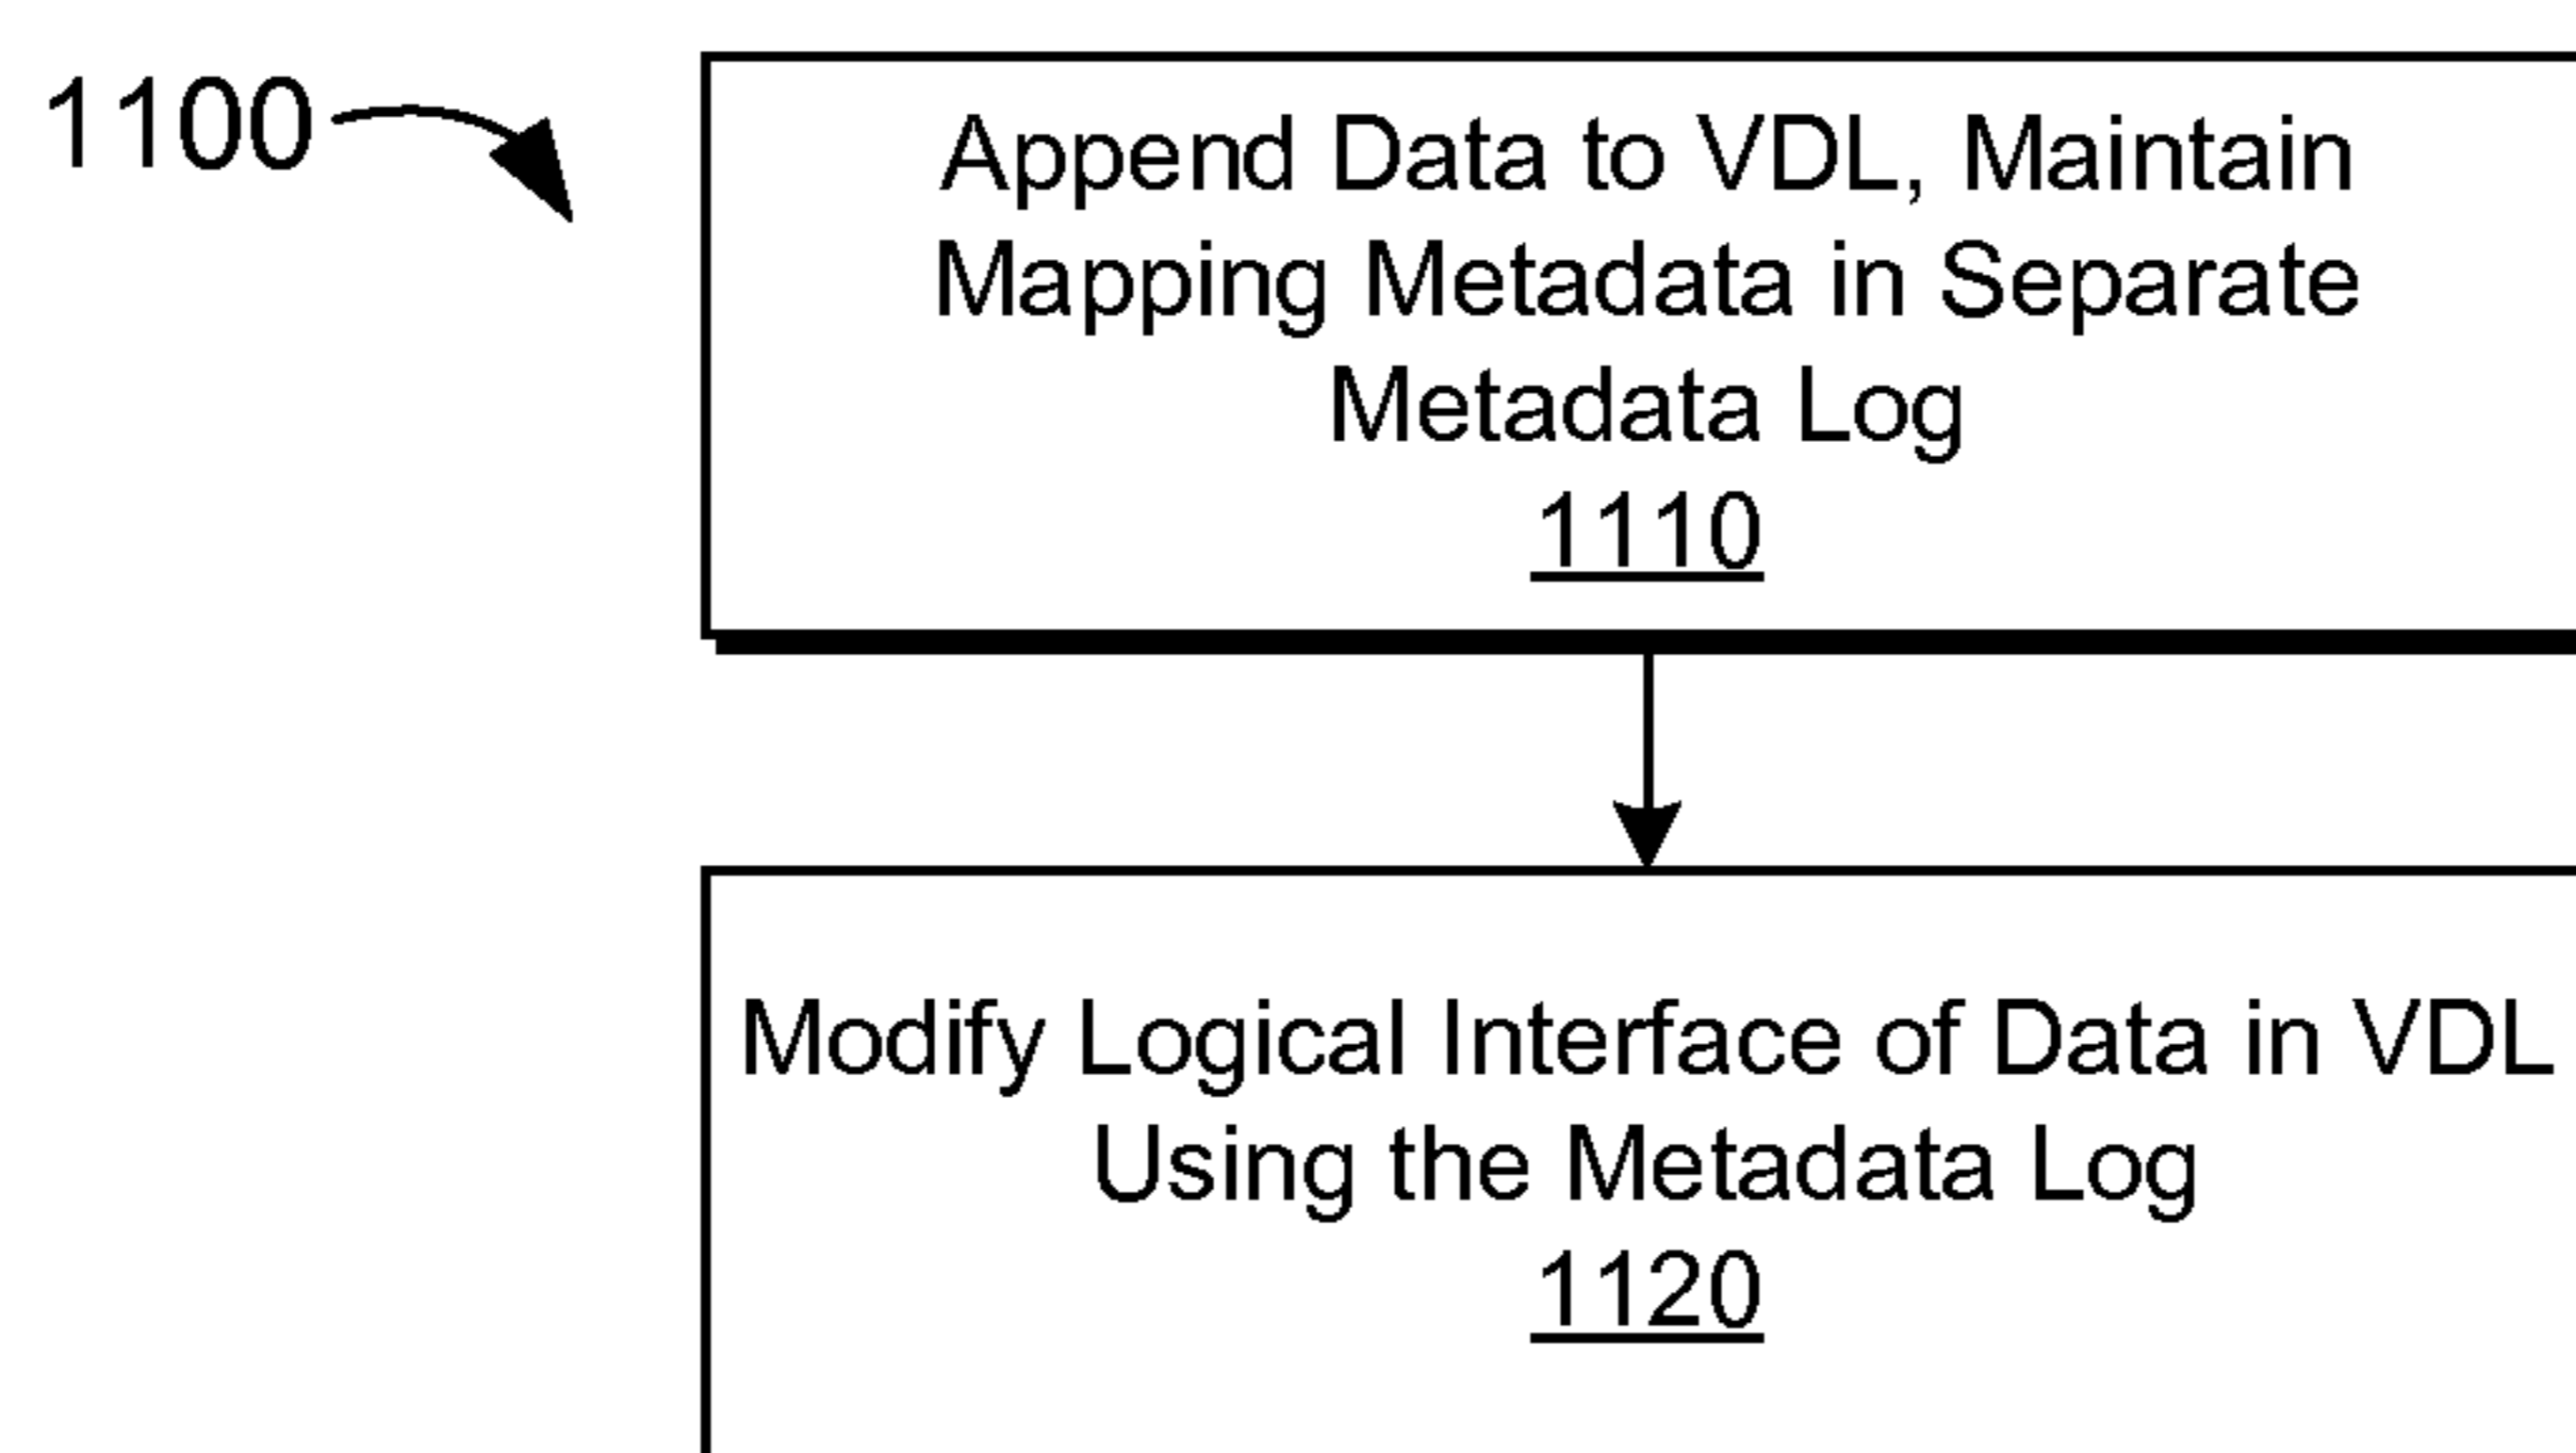 1100
Append Data to VDL, Maintain
Mapping Metadata in Separate
Metadata Log
1110
Modify Logical Interface of Data in VDL
Using the Metadata Log
1120